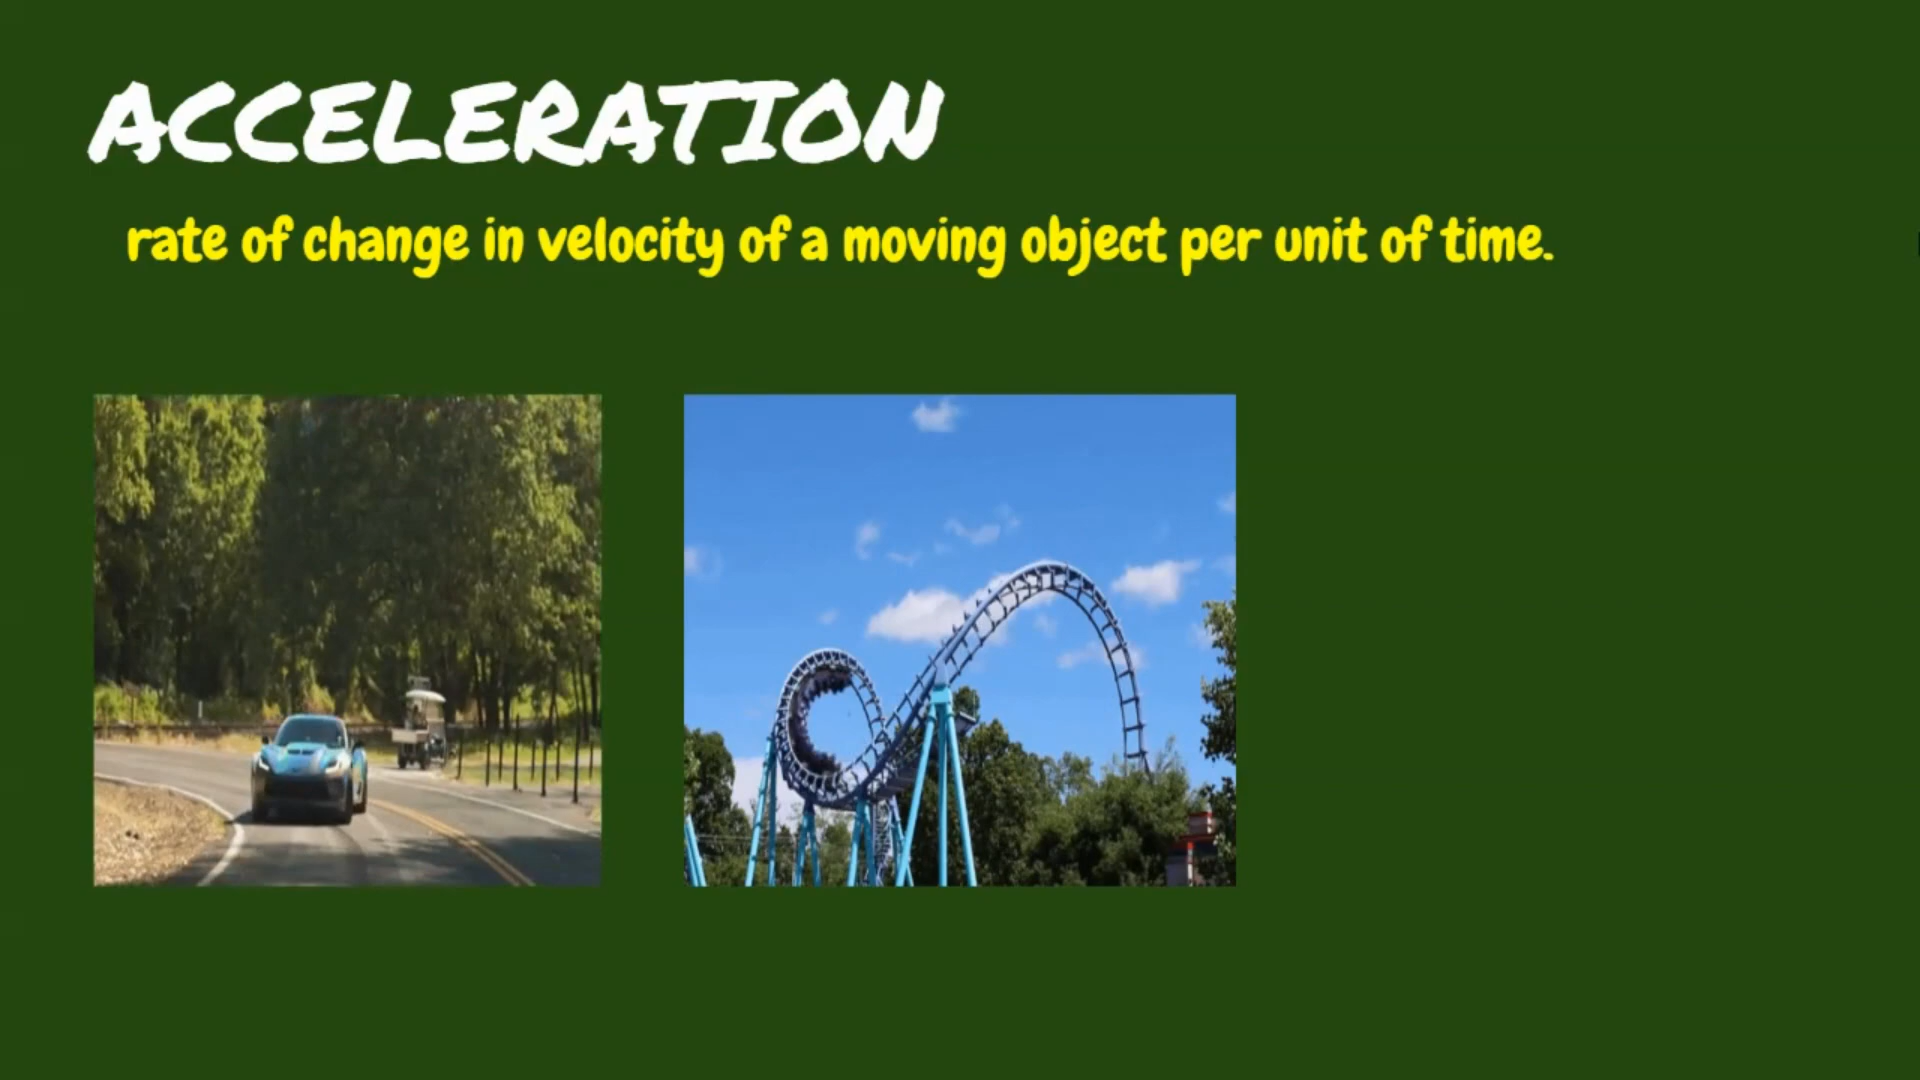 ACCELERATION
rate of change in velocity of a moving object per unit of time.